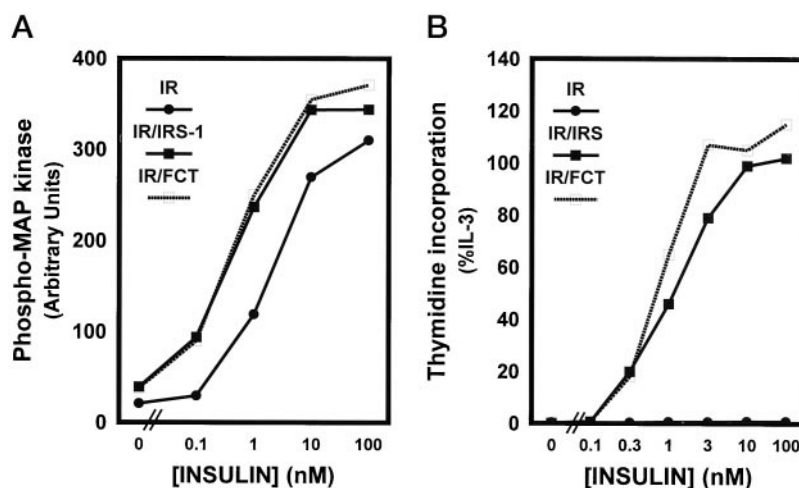 A
400
300
200
100
0
Phospho-MAP kinase
(Arbitrary Units)
IR
IR/IRS-1
IR/FCT
0 0.1 1 10 100
[INSULIN] (nM)
B
140
120
100
80
60
40
20
0
Thymidine incorporation
(%IL-3)
IR
IR/IRS
IR/FCT
0 0.1 0.3 1 3 10 100
[INSULIN] (nM)